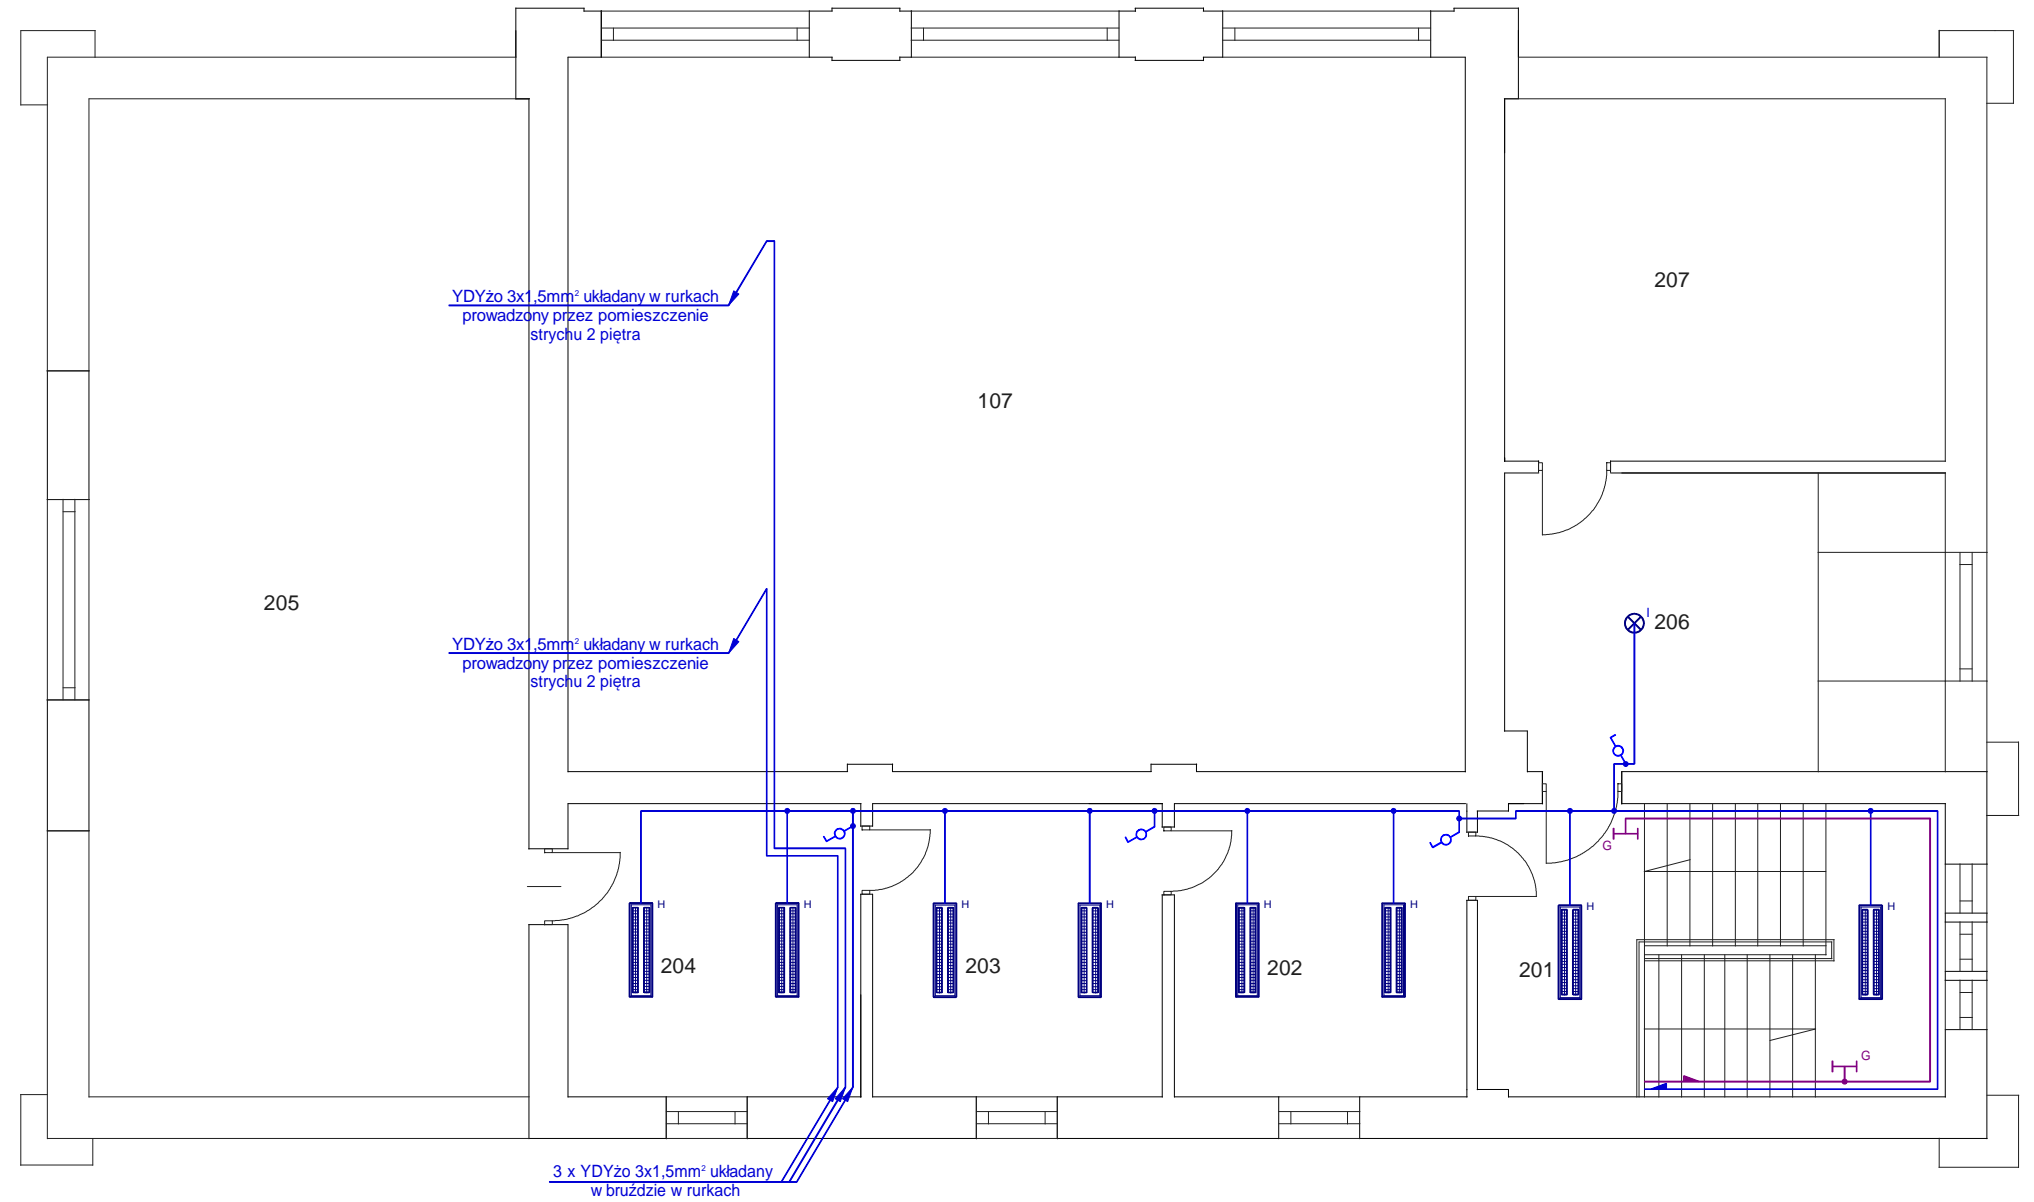 207
YDYżo 3x1,5mm² układany w rurkach
prowadzony przez pomieszczenie
strychu 2 piętra
107
205
I
206
YDYżo 3x1,5mm² układany w rurkach
prowadzony przez pomieszczenie
strychu 2 piętra
G
H
H
H
H
H
H
H
H
204
203
202
201
G
3 x YDYżo 3x1,5mm² układany
w bruździe w rurkach